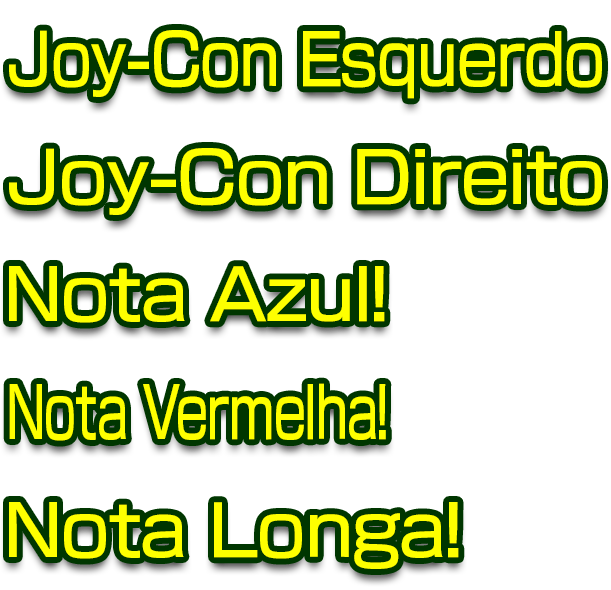 Joy-Con Esquerdo
Joy-Con Direito
Nota Azul!
Nota Vermelha!
Nota Longa!